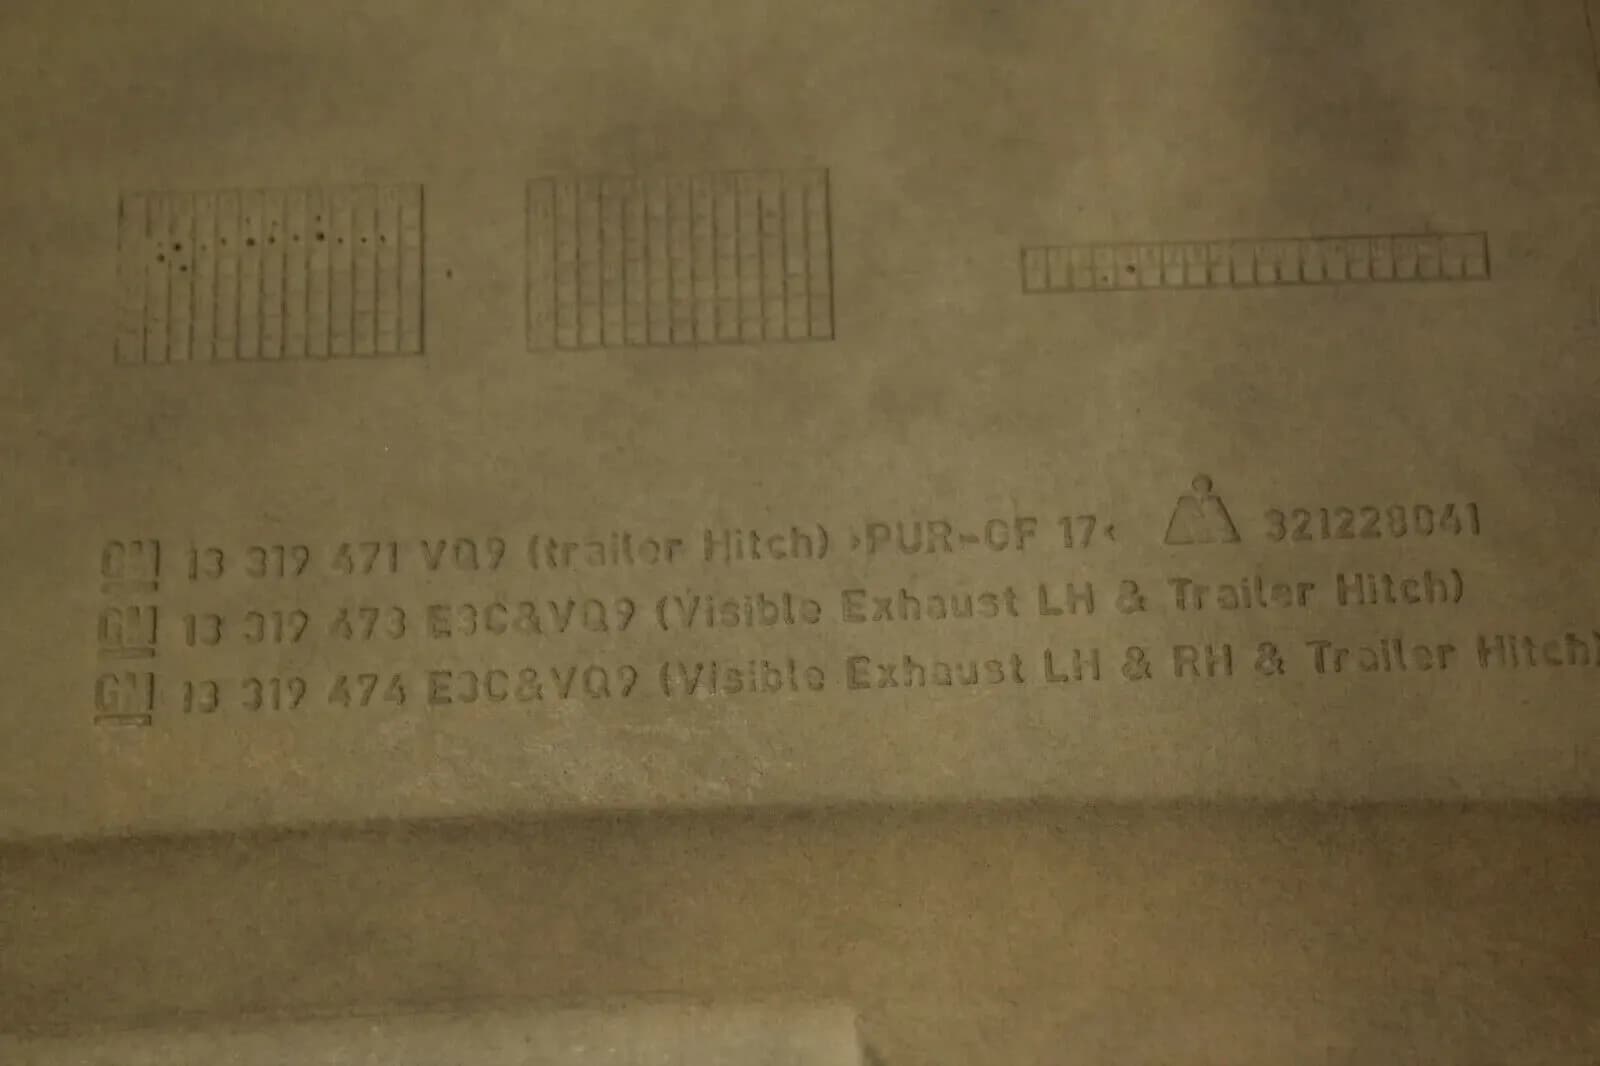 GM 13 319 471 VQ9 (trailer Hitch) >PUR-GF 17< 321228041
GM 13 319 473 E3C&VQ9 (Visible Exhaust LH & Trailer Hitch)
GM 13 319 474 E3C&VQ9 (Visible Exhaust LH & RH & Trailer Hitch)